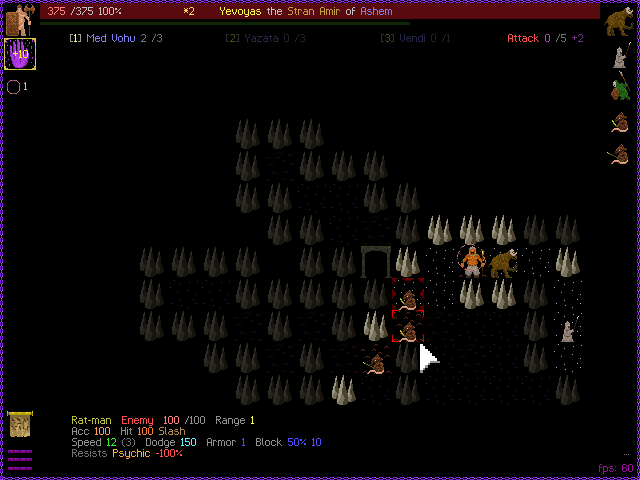 375 /375 100% ×2 Yevoyas the Stran Amir of Ashem
[1] Med Vohu 2 /3 [2] Yazata 0 /3 [3] Vendi 0 /1 Attack 0 /5 +2
+10
1
Rat-man Enemy 100 /100 Range 1
Acc 100 Hit 100 Slash
Speed 12 (3) Dodge 150 Armor 1 Block 50% 10
Resists Psychic -100%
...
fps: 60